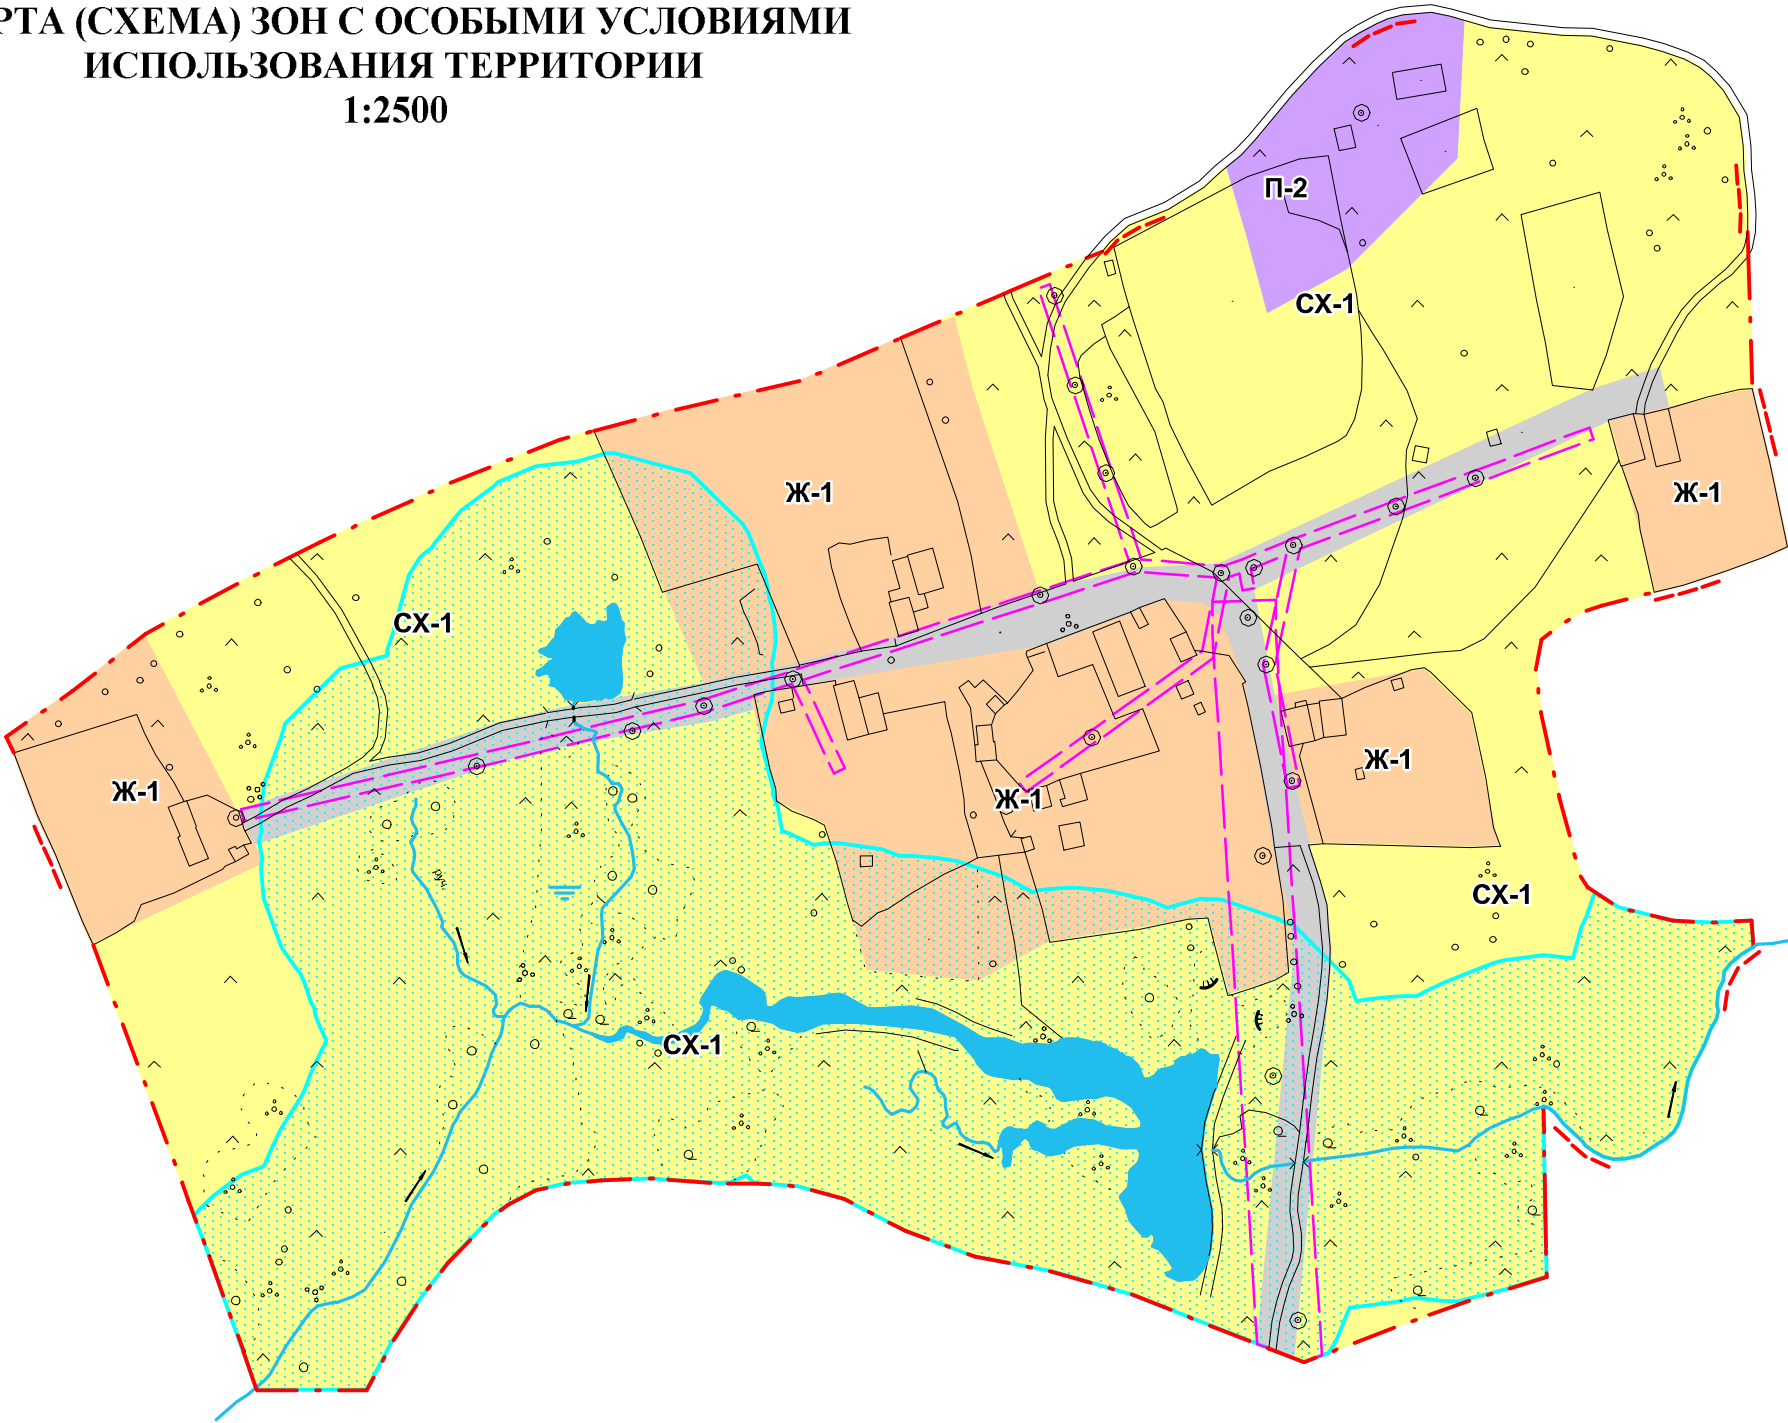 РТА (СХЕМА) ЗОН С ОСОБЫМИ УСЛОВИЯМИ
ИСПОЛЬЗОВАНИЯ ТЕРРИТОРИИ
1:2500
П-2
СХ-1
Ж-1
Ж-1
СХ-1
Ж-1
Ж-1
Ж-1
руч.
СХ-1
СХ-1